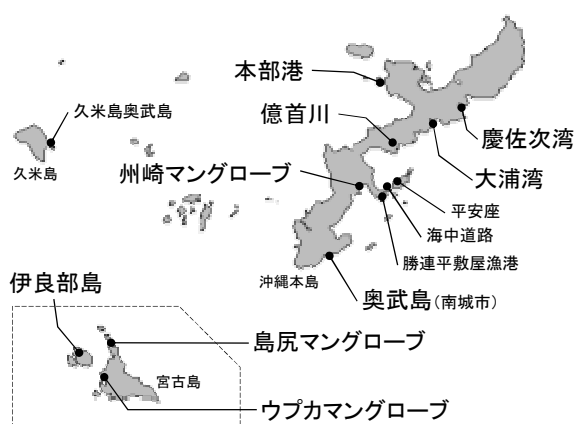 本部港
億首川
久米島奥武島
慶佐次湾
久米島
州崎マングローブ
大浦湾
平安座
海中道路
勝連平敷屋漁港
沖縄本島
奥武島(南城市)
伊良部島
島尻マングローブ
宮古島
ウプカマングローブ